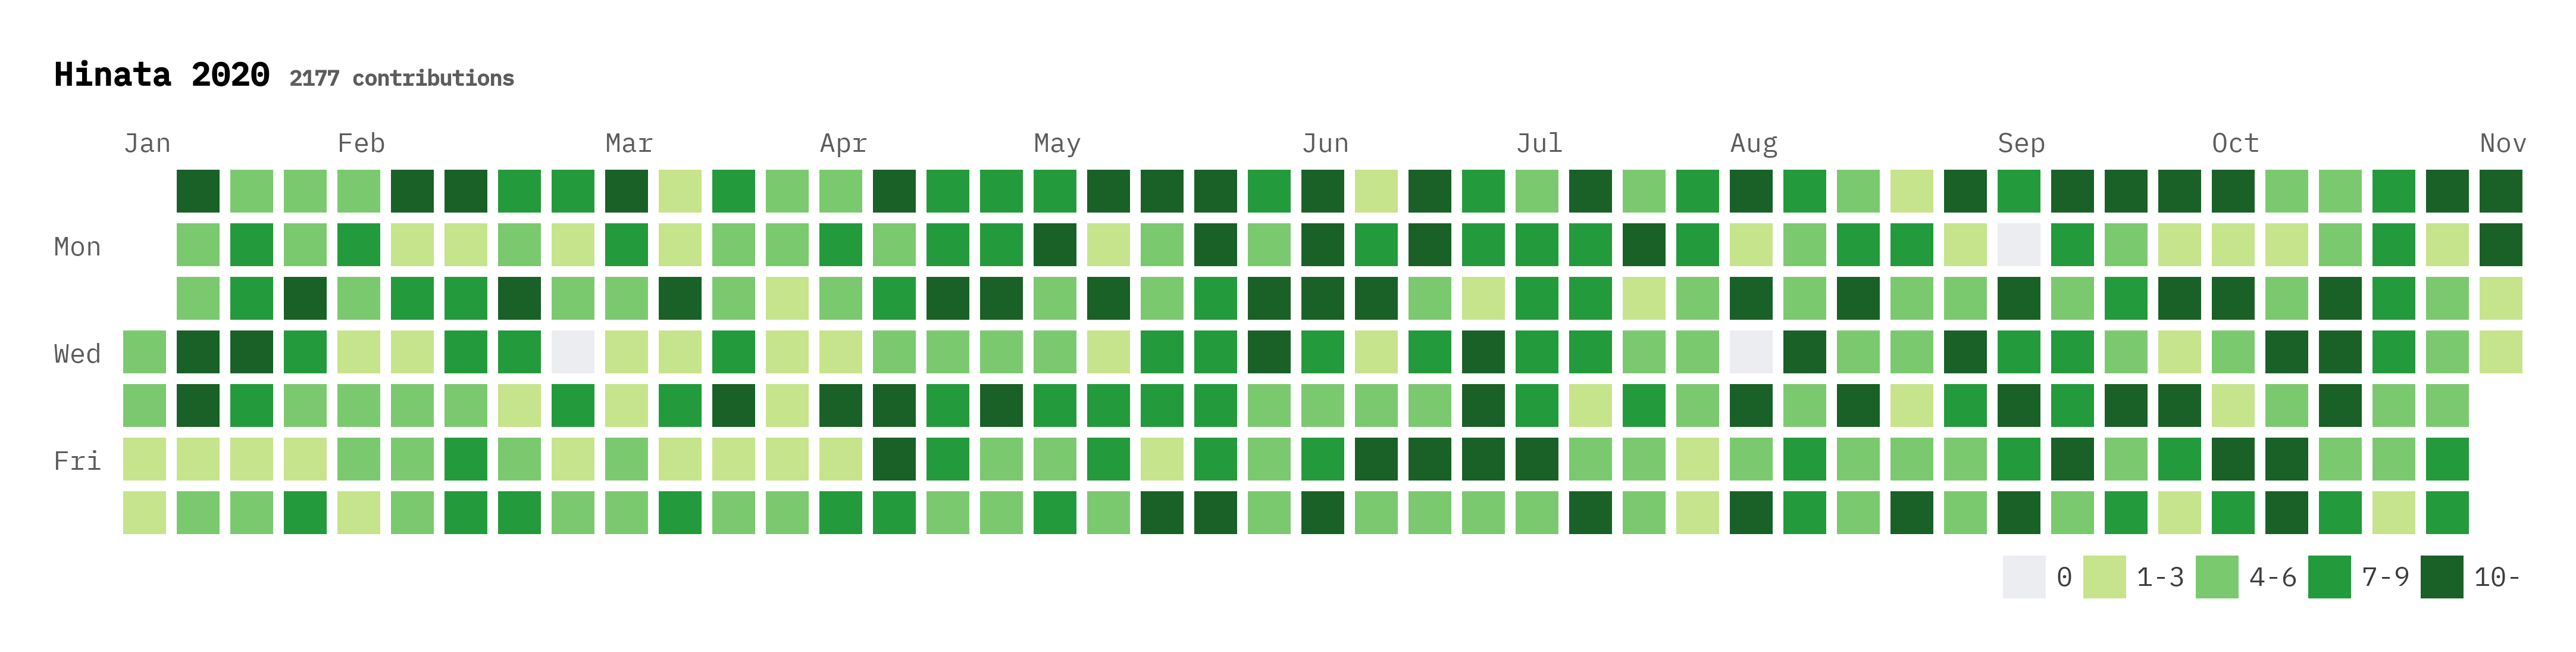 Hinata 2020 2177 contributions
Jan Feb Mar Apr May Jun Jul Aug Sep Oct Nov
Mon
Wed
Fri
0 1-3 4-6 7-9 10-